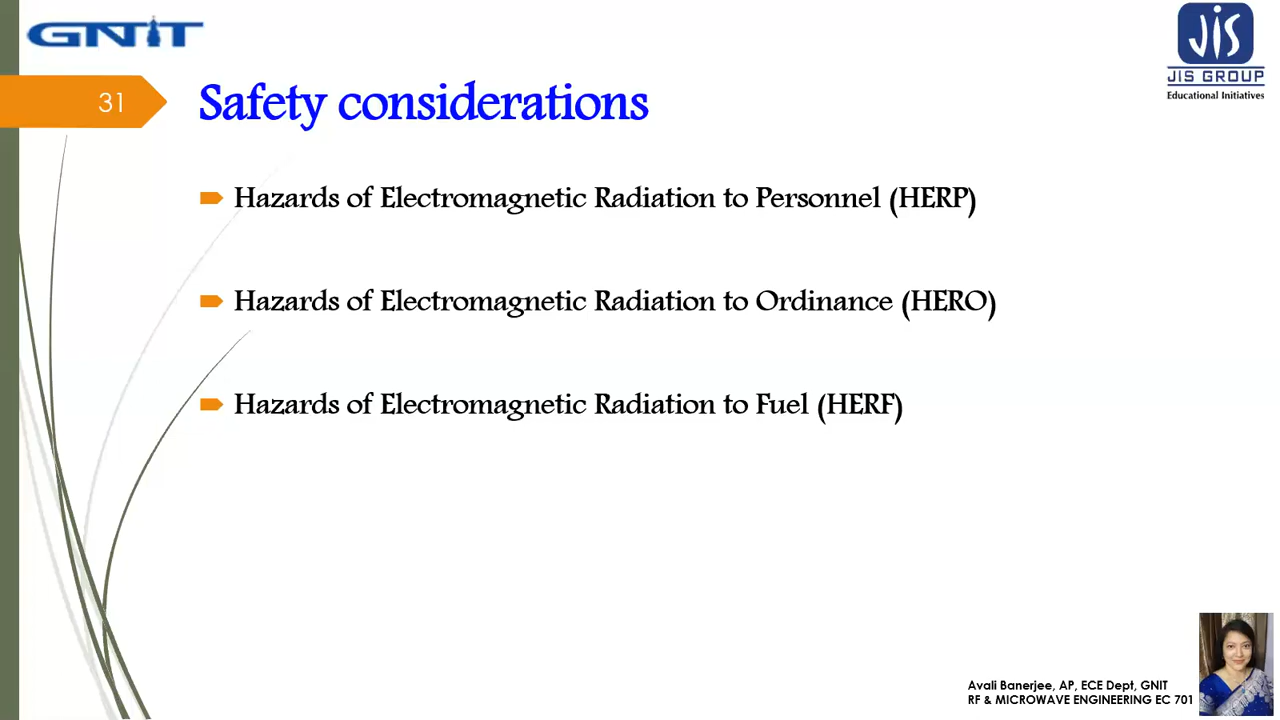 GNIT
JIS
JIS GROUP
Educational Initiatives
31
Safety considerations
Hazards of Electromagnetic Radiation to Personnel (HERP)
Hazards of Electromagnetic Radiation to Ordinance (HERO)
Hazards of Electromagnetic Radiation to Fuel (HERF)
Avali Banerjee, AP, ECE Dept, GNIT
RF & MICROWAVE ENGINEERING EC 701